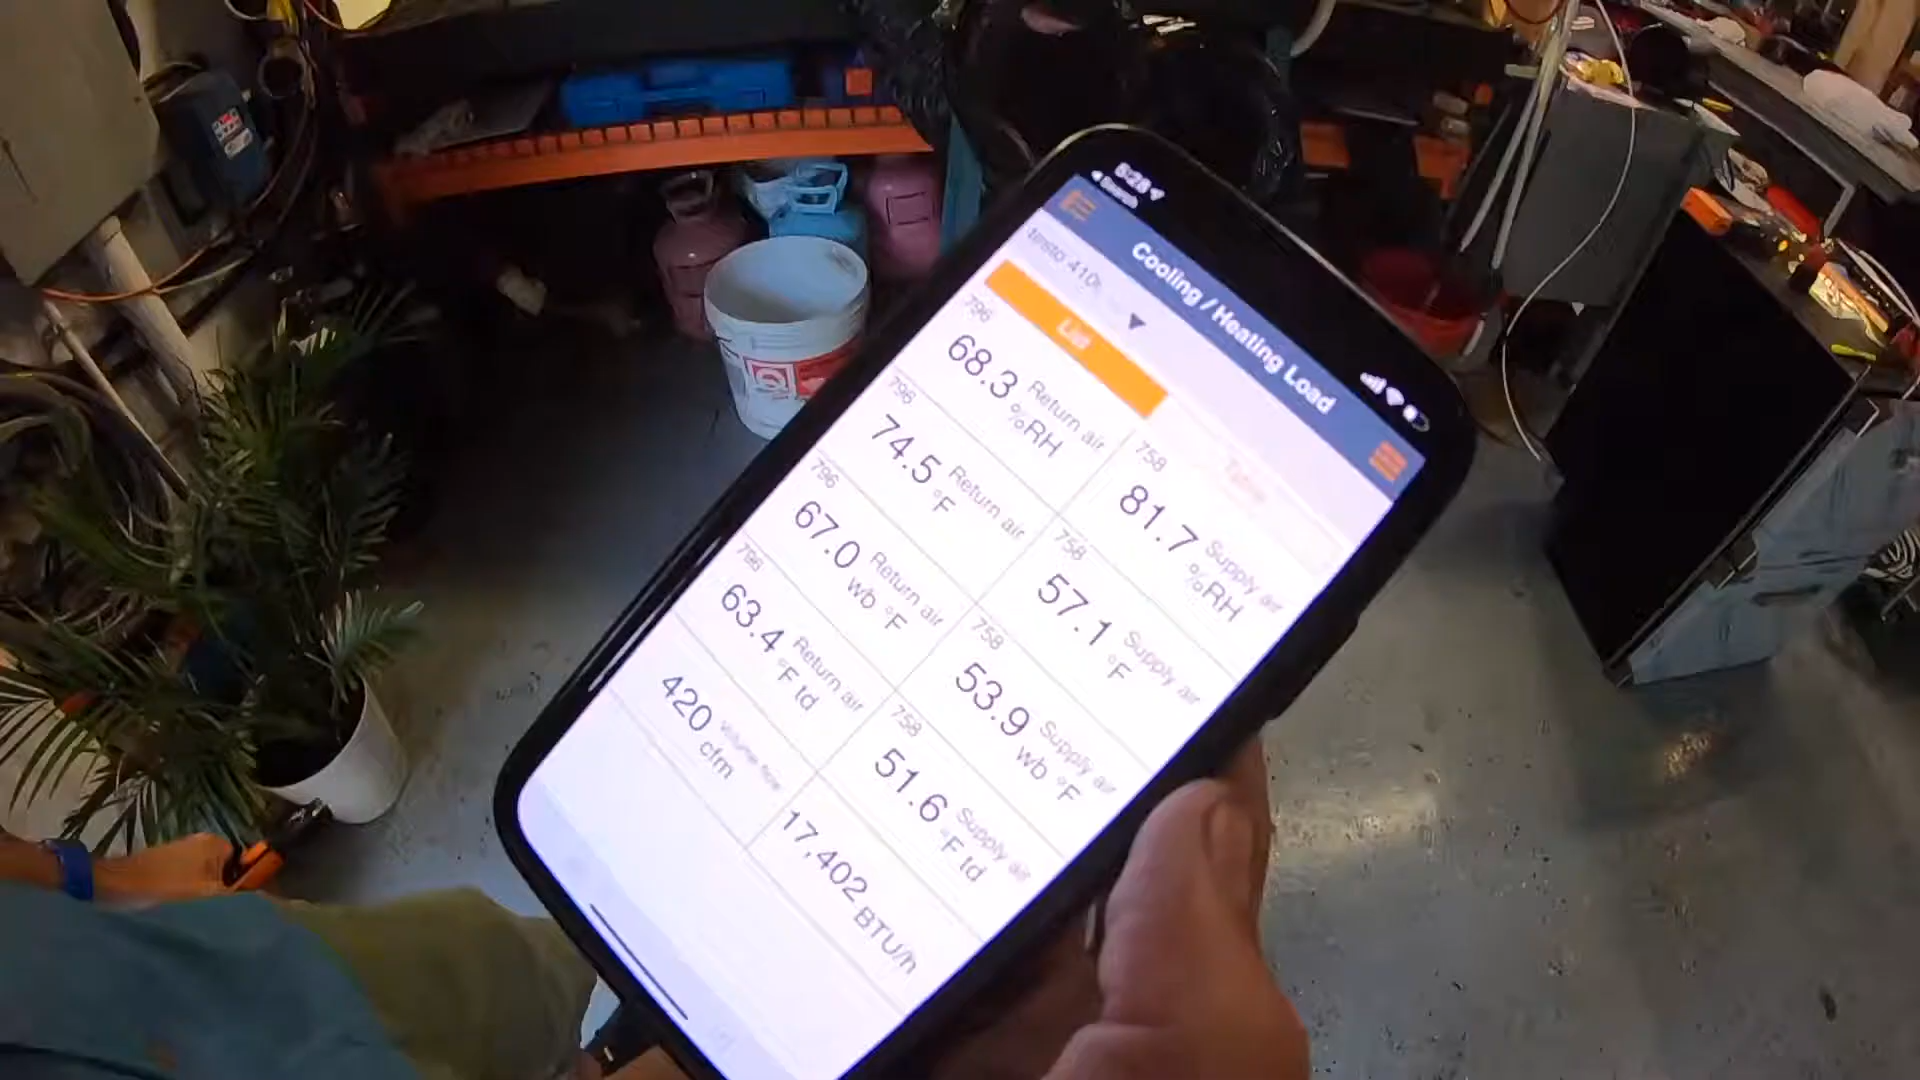 Search
Cooling / Heating Load
testo 410i
List
Table
796
68.3 %RH
Return air
758
81.7 %RH
Supply air
796
74.5 °F
Return air
758
57.1 °F
Supply air
796
67.0 wb °F
Return air
758
53.9 wb °F
Supply air
796
63.4 °F td
Return air
758
51.6 °F td
Supply air
420 cfm
Volume flow
17,402 BTU/h